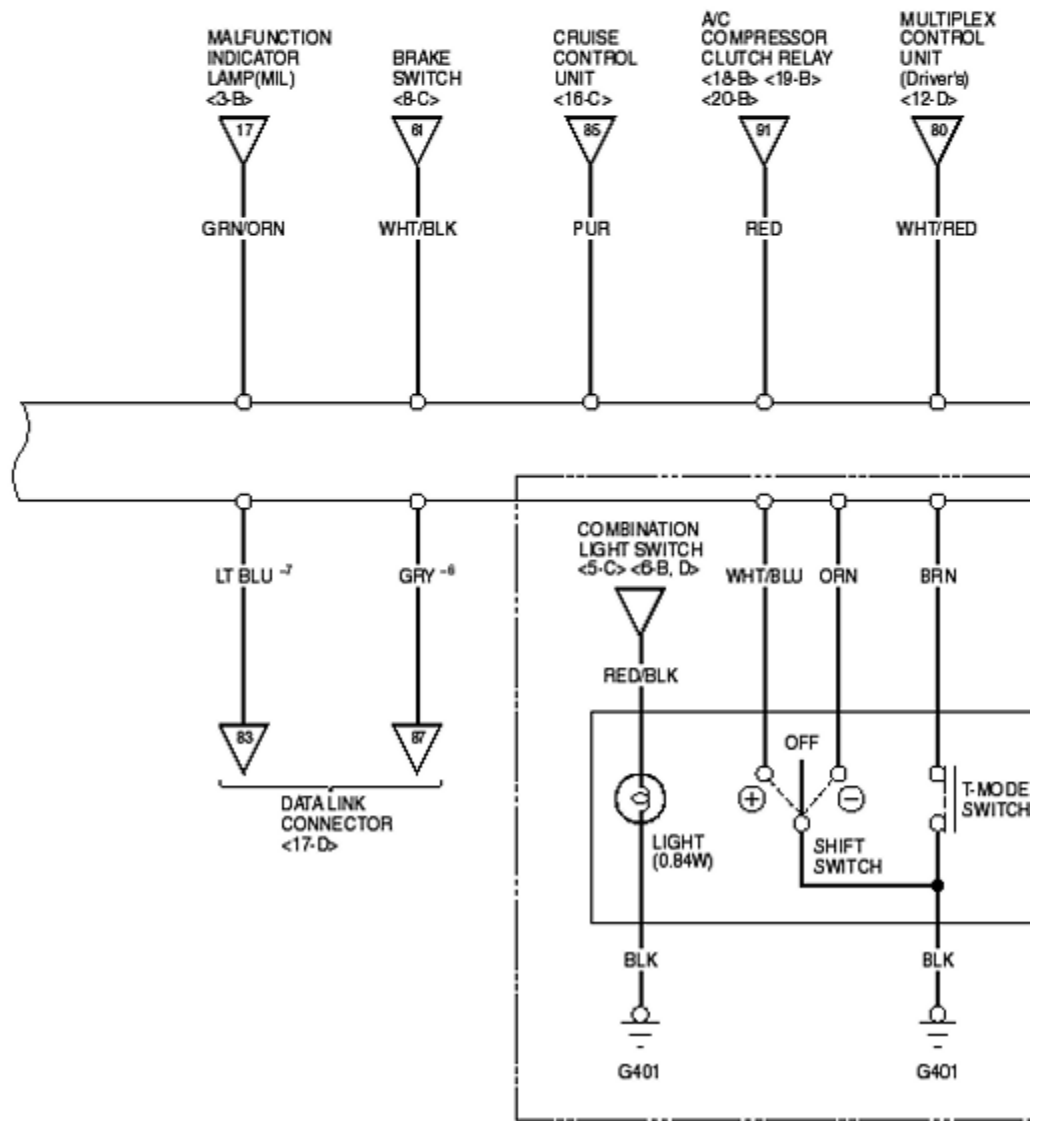 MALFUNCTION
INDICATOR
LAMP(MIL)
<3-B>
17
GRN/ORN
BRAKE
SWITCH
<8-C>
61
WHT/BLK
CRUISE
CONTROL
UNIT
<16-C>
85
PUR
A/C
COMPRESSOR
CLUTCH RELAY
<18-B> <19-B>
<20-B>
91
RED
MULTIPLEX
CONTROL
UNIT
(Driver's)
<12-D>
80
WHT/RED
LT BLU -7
GRY -6
83
87
DATA LINK
CONNECTOR
<17-D>
COMBINATION
LIGHT SWITCH
<5-C> <6-B, D>
RED/BLK
WHT/BLU
ORN
BRN
OFF
+
−
T-MODE
SWITCH
SHIFT
SWITCH
LIGHT
(0.84W)
BLK
BLK
G401
G401